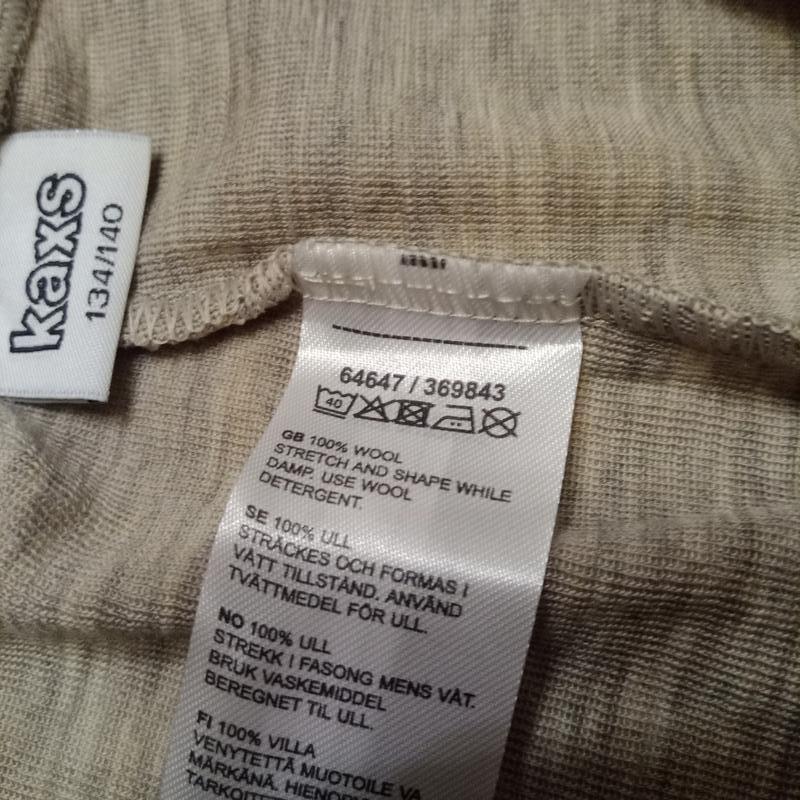 kaxs
134/140
64647 / 369843
40
GB 100% WOOL
STRETCH AND SHAPE WHILE
DAMP. USE WOOL
DETERGENT.
SE 100% ULL
STRÄCKES OCH FORMAS I
VÅTT TILLSTÅND. ANVÄND
TVÄTTMEDEL FÖR ULL.
NO 100% ULL
STREKK I FASONG MENS VÅT.
BRUK VASKEMIDDEL
BEREGNET TIL ULL.
FI 100% VILLA
VENYTETTÄ MUOTOILE VA
MÄRKÄNÄ.